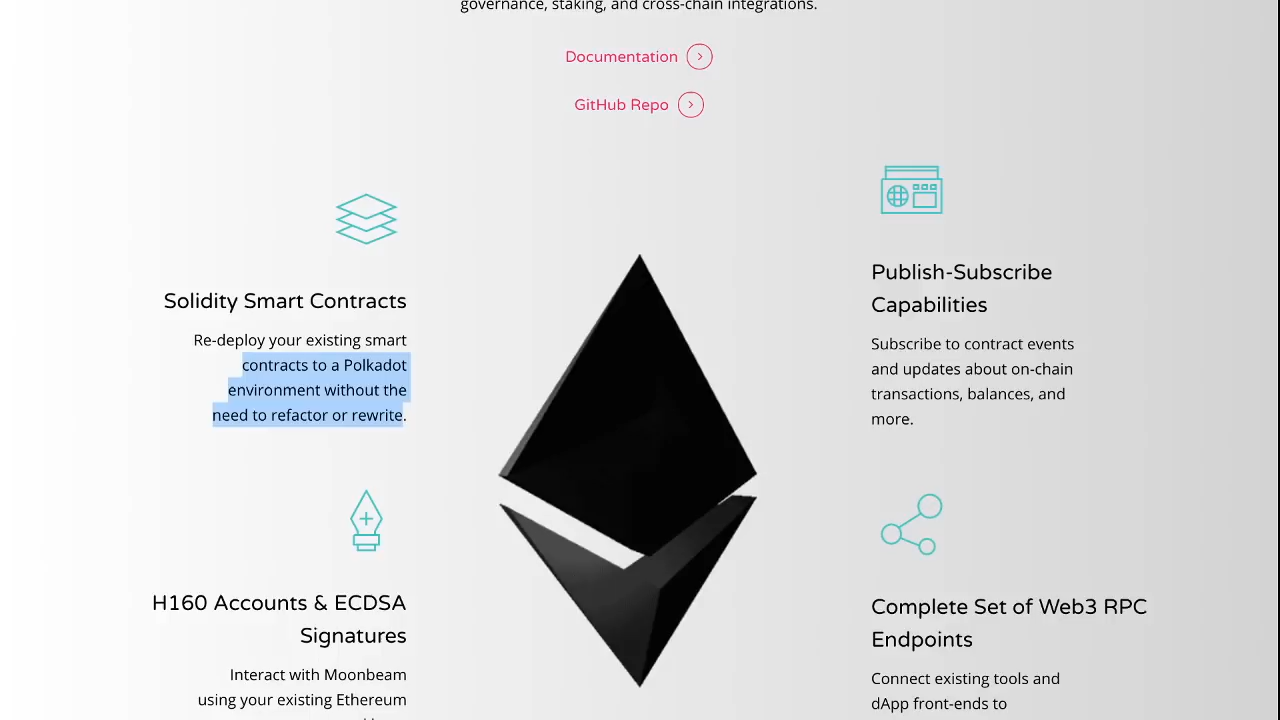 governance, staking, and cross-chain integrations.
Documentation
GitHub Repo
Solidity Smart Contracts
Re-deploy your existing smart
contracts to a Polkadot
environment without the
need to refactor or rewrite.
Publish-Subscribe
Capabilities
Subscribe to contract events
and updates about on-chain
transactions, balances, and
more.
H160 Accounts & ECDSA
Signatures
Interact with Moonbeam
using your existing Ethereum
Complete Set of Web3 RPC
Endpoints
Connect existing tools and
dApp front-ends to